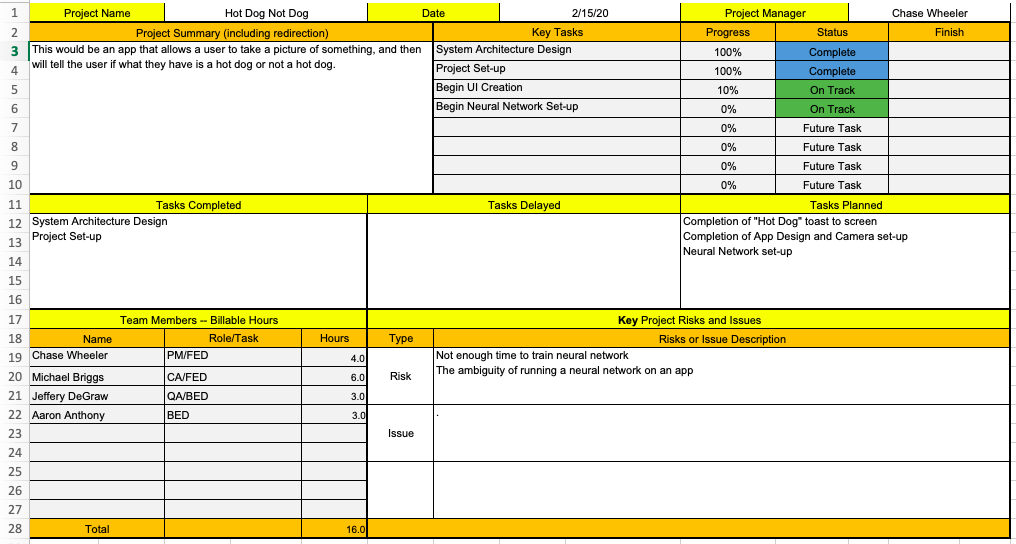 1 Project Name Hot Dog Not Dog Date 2/15/20 Project Manager Chase Wheeler
2 Project Summary (including redirection) Key Tasks Progress Status Finish
3 This would be an app that allows a user to take a picture of something, and then System Architecture Design 100% Complete
4 will tell the user if what they have is a hot dog or not a hot dog. Project Set-up 100% Complete
5 Begin UI Creation 10% On Track
6 Begin Neural Network Set-up 0% On Track
7 0% Future Task
8 0% Future Task
9 0% Future Task
10 0% Future Task
11 Tasks Completed Tasks Delayed Tasks Planned
12 System Architecture Design Completion of "Hot Dog" toast to screen
13 Project Set-up Completion of App Design and Camera set-up
14 Neural Network set-up
15
16
17 Team Members -- Billable Hours Key Project Risks and Issues
18 Name Role/Task Hours Type Risks or Issue Description
19 Chase Wheeler PM/FED 4.0 Not enough time to train neural network
20 Michael Briggs CA/FED 6.0 Risk The ambiguity of running a neural network on an app
21 Jeffery DeGraw QA/BED 3.0
22 Aaron Anthony BED 3.0 .
23 Issue
24
25
26
27
28 Total 16.0